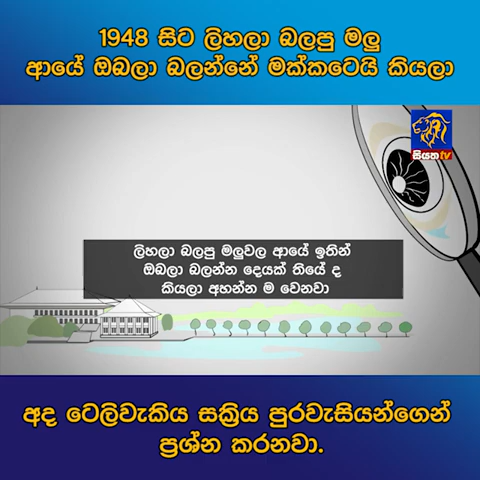 1948 සිට ලිහලා බලපු මලු
ආයේ ඔබලා බලන්නේ මක්කටෙයි කියලා
සියත tv
ලිහලා බලපු මලුවල ආයේ ඉතින්
ඔබලා බලන්න දෙයක් තියේ ද
කියලා අහන්න ම වෙනවා
අද ටෙලිවැකිය සක්‍රිය පුරවැසියන්ගෙන්
ප්‍රශ්න කරනවා.